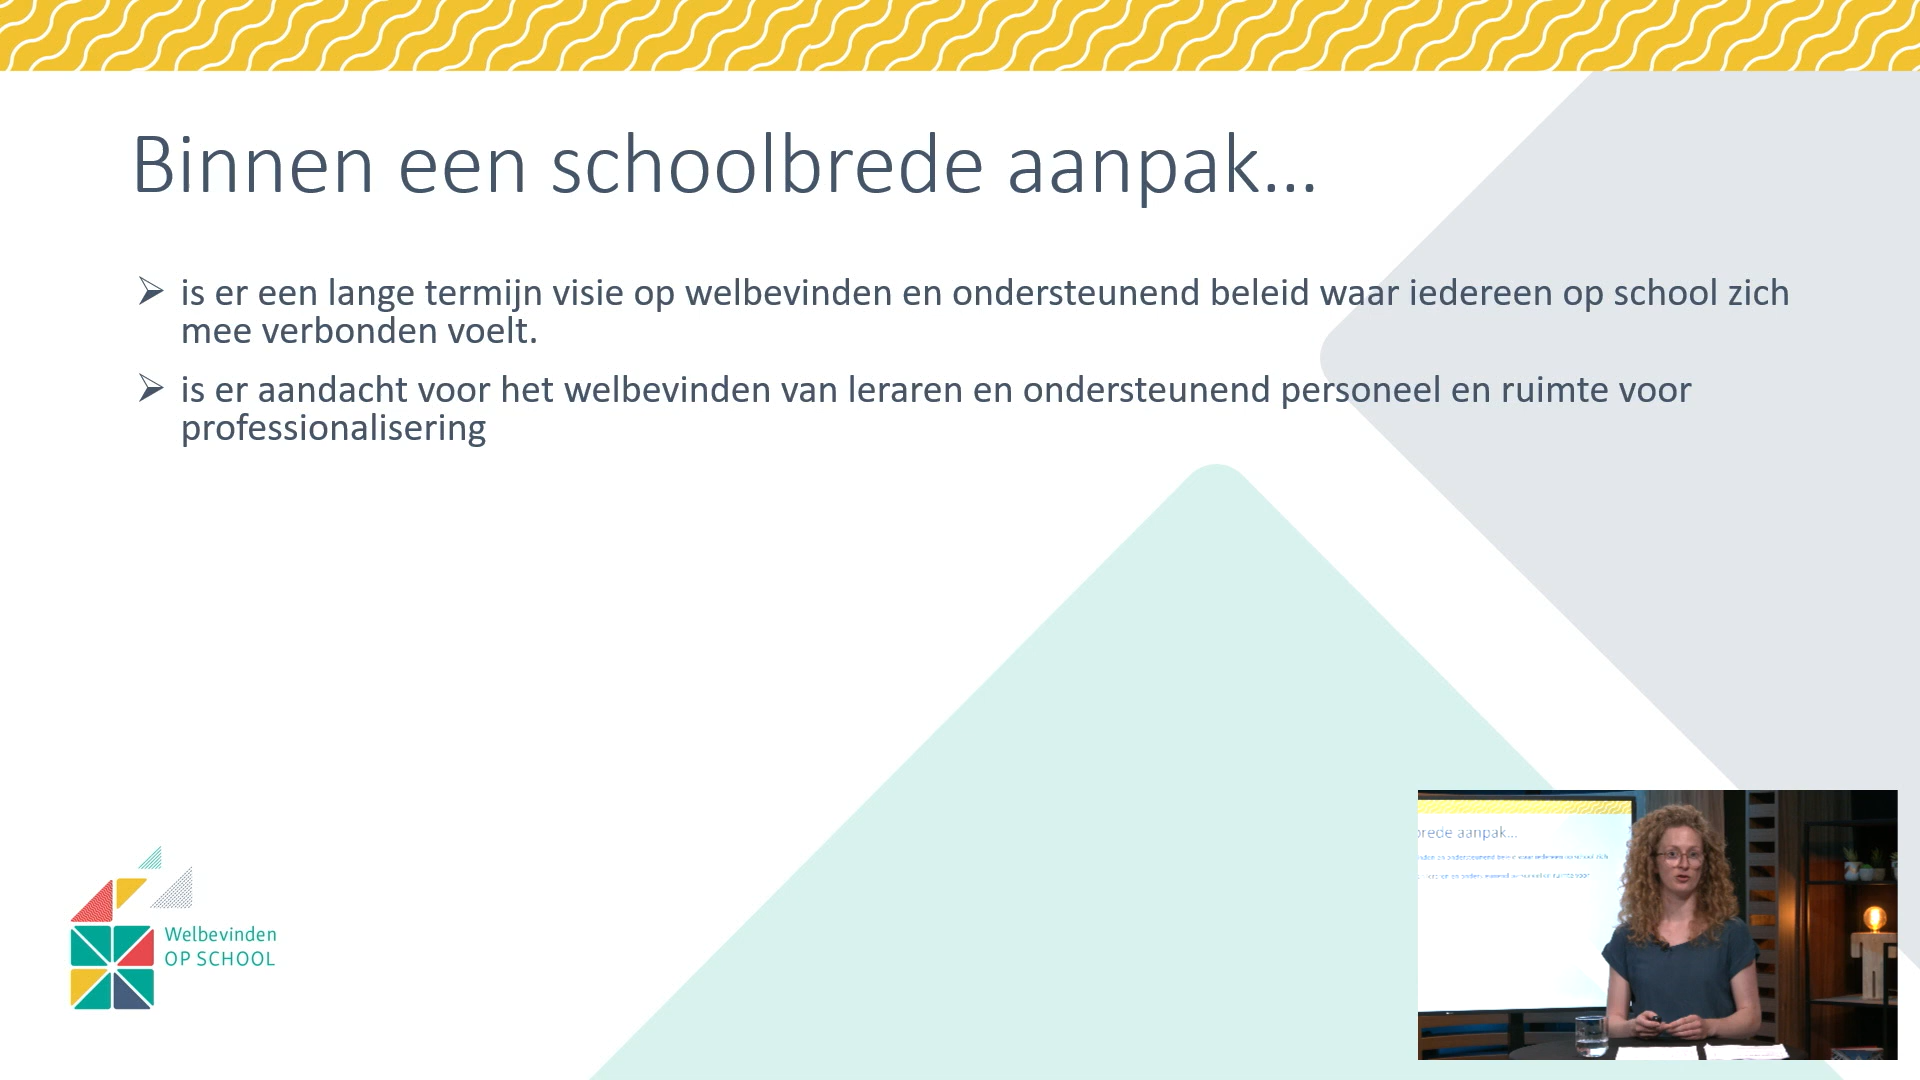 Binnen een schoolbrede aanpak...
➢ is er een lange termijn visie op welbevinden en ondersteunend beleid waar iedereen op school zich
mee verbonden voelt.
➢ is er aandacht voor het welbevinden van leraren en ondersteunend personeel en ruimte voor
professionalisering
Welbevinden
OP SCHOOL
brede aanpak...